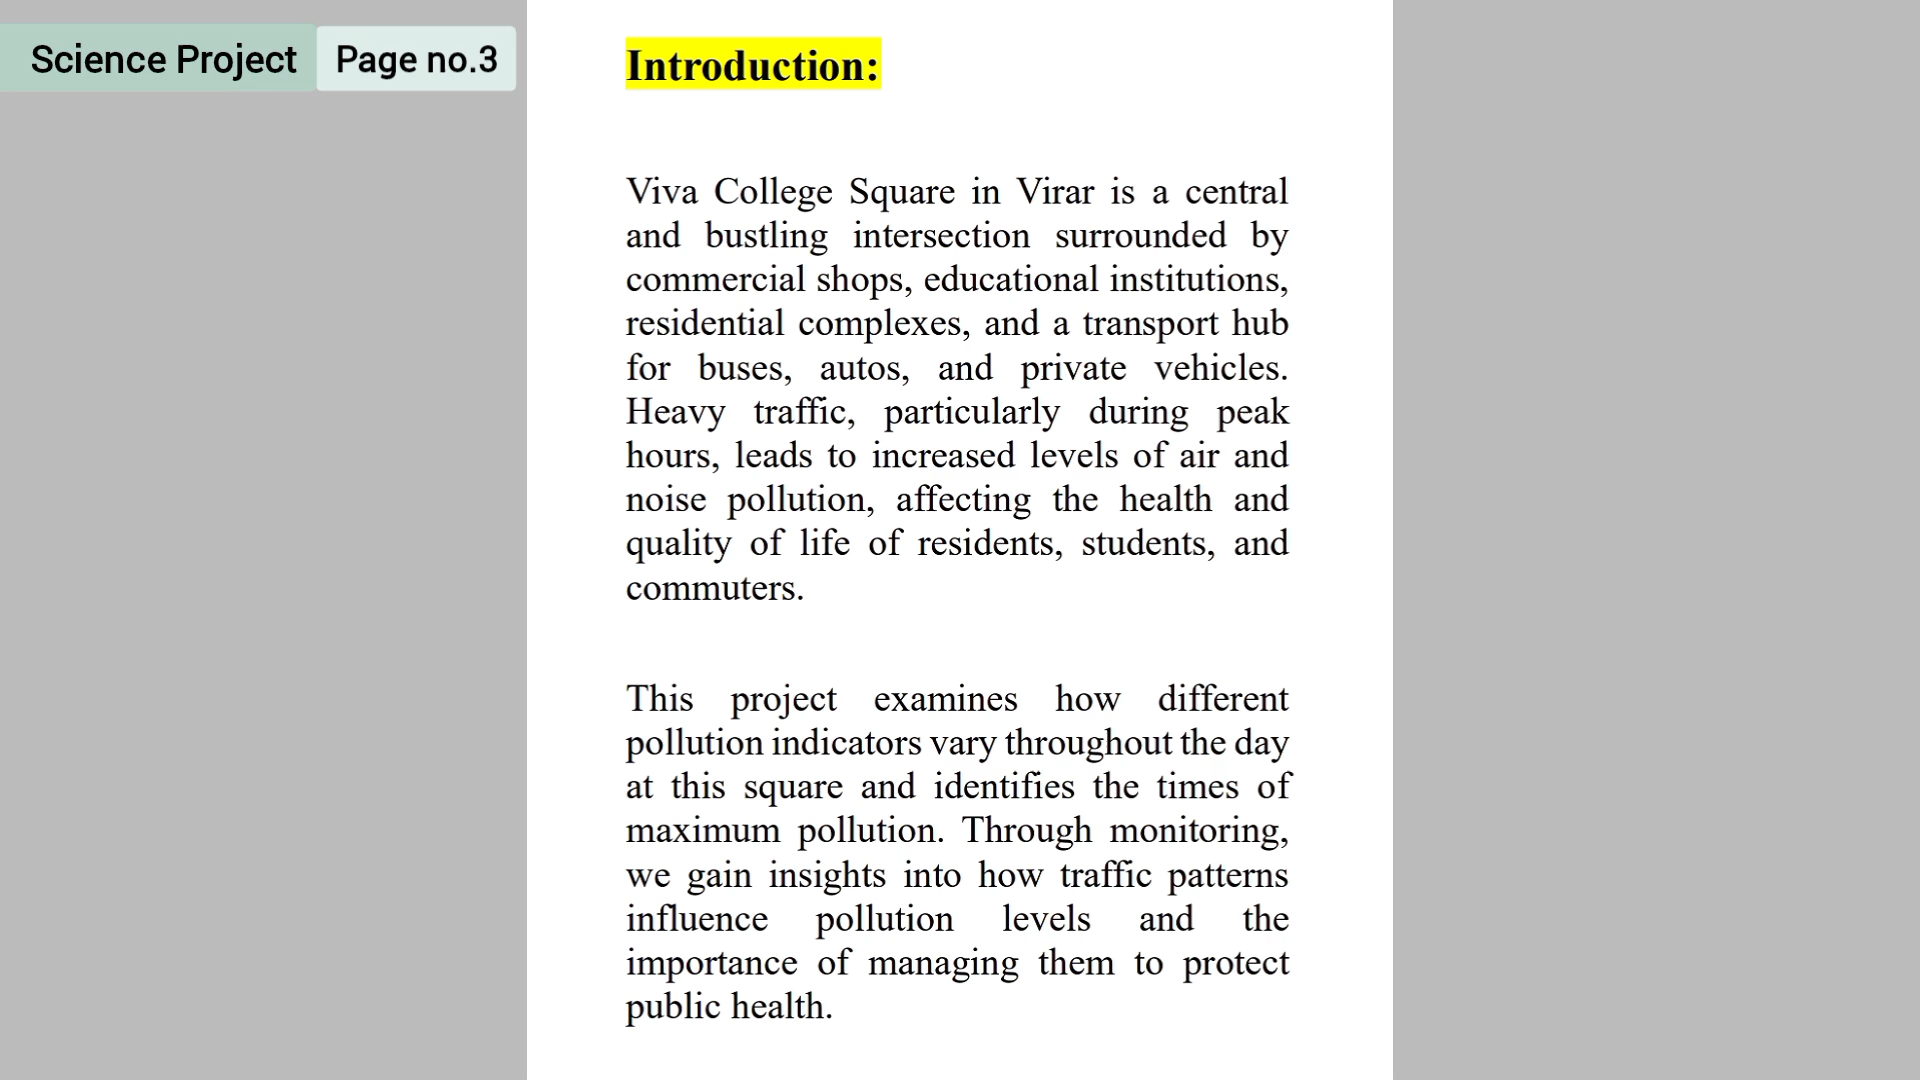 Science Project Page no.3
Introduction:
Viva College Square in Virar is a central
and bustling intersection surrounded by
commercial shops, educational institutions,
residential complexes, and a transport hub
for buses, autos, and private vehicles.
Heavy traffic, particularly during peak
hours, leads to increased levels of air and
noise pollution, affecting the health and
quality of life of residents, students, and
commuters.
This project examines how different
pollution indicators vary throughout the day
at this square and identifies the times of
maximum pollution. Through monitoring,
we gain insights into how traffic patterns
influence pollution levels and the
importance of managing them to protect
public health.